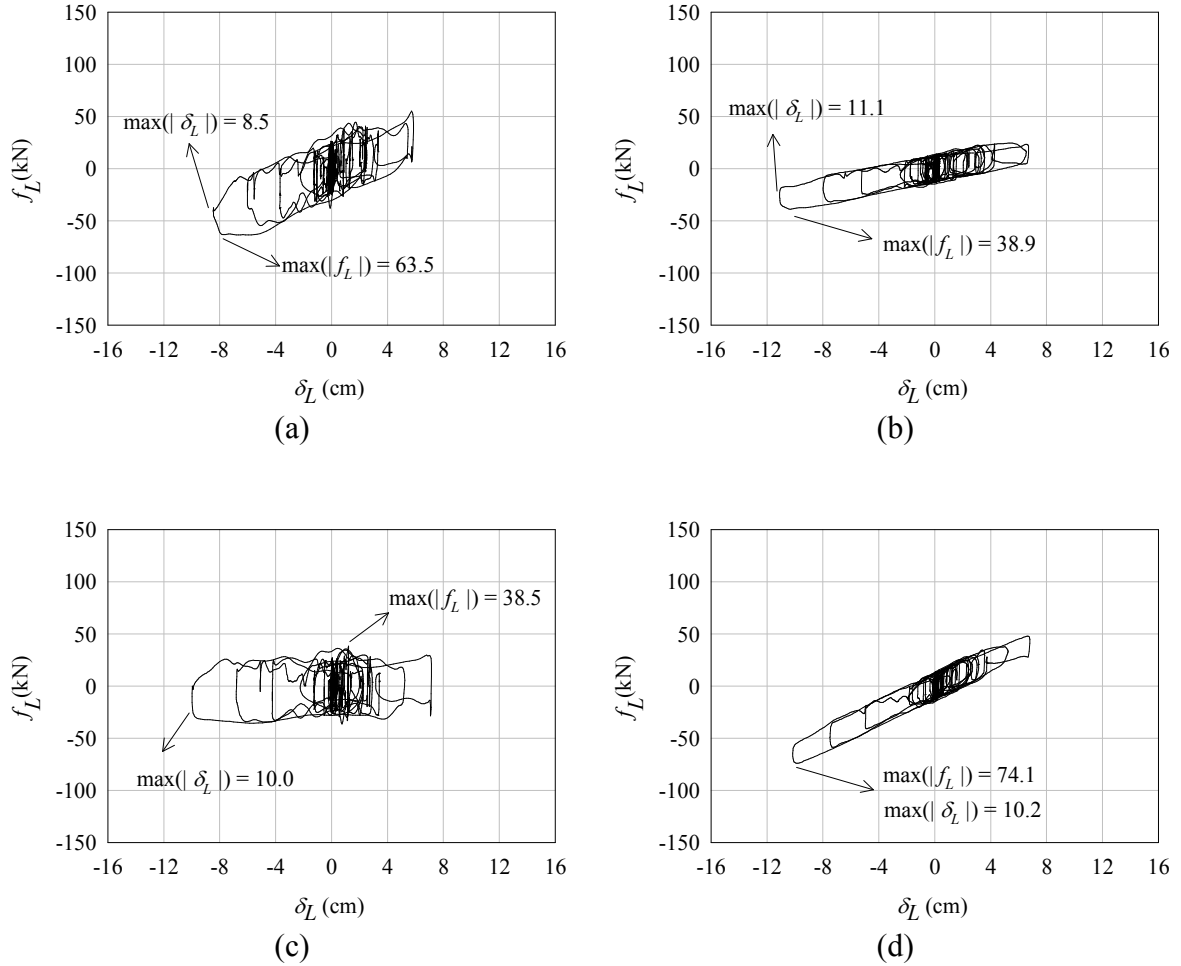 150
100
50
0
-50
-100
-150
f_L(kN)
max(| δ_L |) = 8.5
max(| f_L |) = 63.5
-16 -12 -8 -4 0 4 8 12 16
δ_L (cm)
(a)
150
100
50
0
-50
-100
-150
f_L(kN)
max(| δ_L |) = 11.1
max(| f_L |) = 38.9
-16 -12 -8 -4 0 4 8 12 16
δ_L (cm)
(b)
150
100
50
0
-50
-100
-150
f_L(kN)
max(| f_L |) = 38.5
max(| δ_L |) = 10.0
-16 -12 -8 -4 0 4 8 12 16
δ_L (cm)
(c)
150
100
50
0
-50
-100
-150
f_L(kN)
max(| f_L |) = 74.1
max(| δ_L |) = 10.2
-16 -12 -8 -4 0 4 8 12 16
δ_L (cm)
(d)